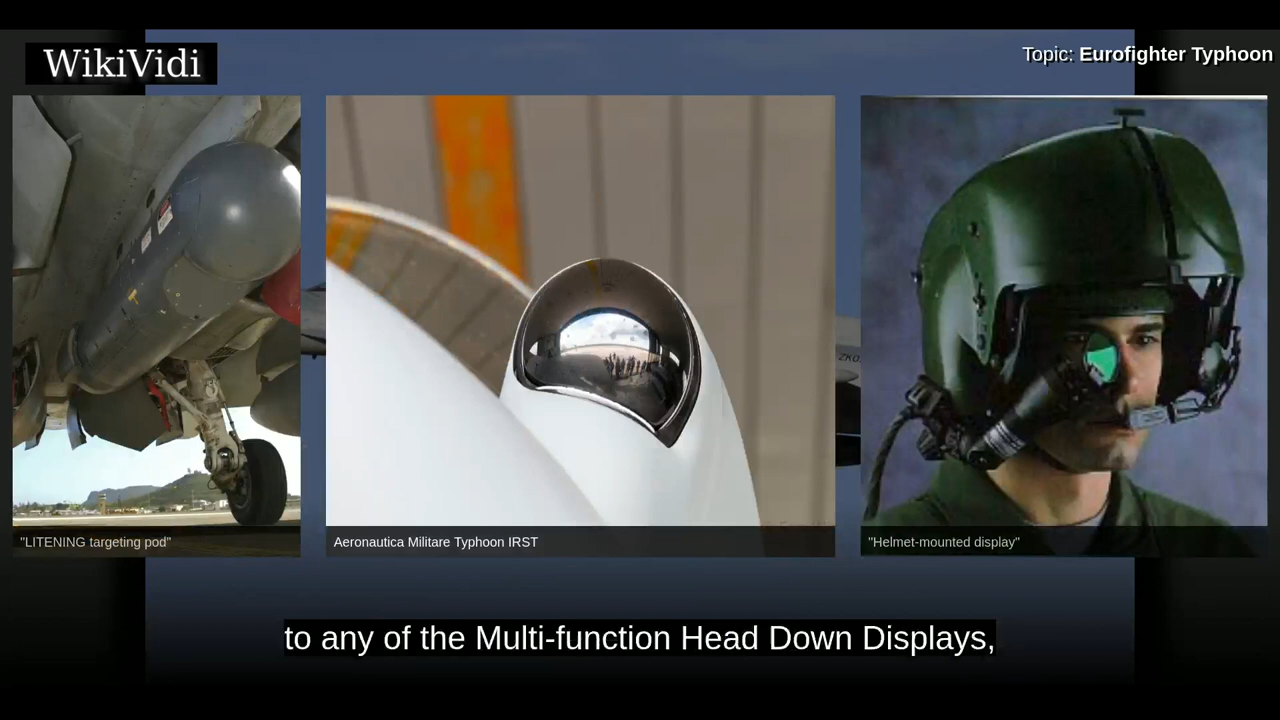 WikiVidi
Topic: Eurofighter Typhoon
"LITENING targeting pod"
Aeronautica Militare Typhoon IRST
"Helmet-mounted display"
to any of the Multi-function Head Down Displays,